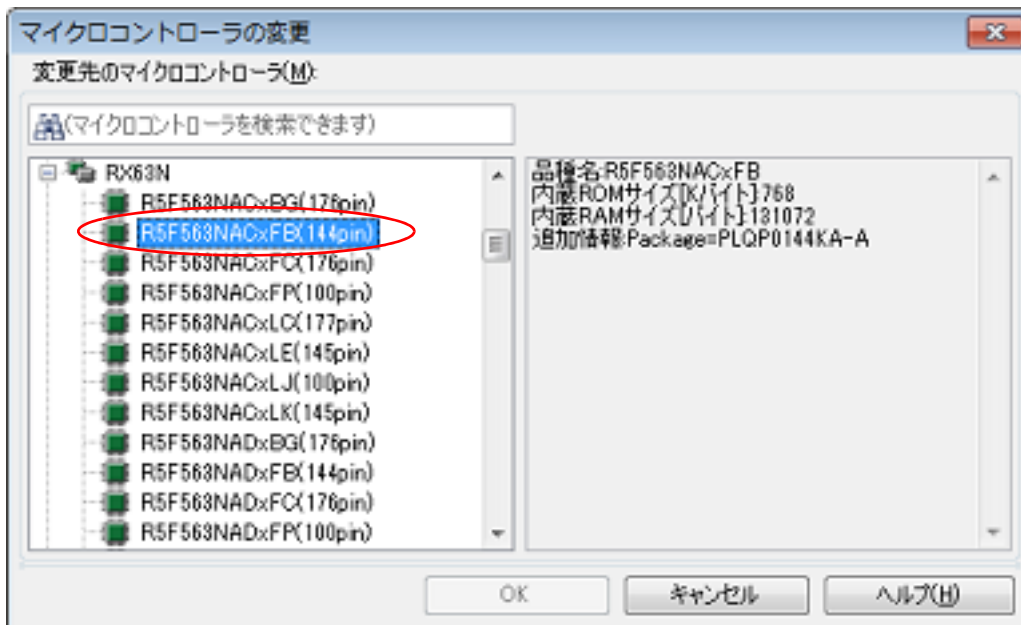 マイクロコントローラの変更
変更先のマイクロコントローラ(M):
(マイクロコントローラを検索できます)
RX63N
R5F563NACxBG(176pin)
R5F563NACxFB(144pin)
R5F563NACxFC(176pin)
R5F563NACxFP(100pin)
R5F563NACxLC(177pin)
R5F563NACxLE(145pin)
R5F563NACxLJ(100pin)
R5F563NACxLK(145pin)
R5F563NADxBG(176pin)
R5F563NADxFB(144pin)
R5F563NADxFC(176pin)
R5F563NADxFP(100pin)
品種名:R5F563NACxFB
内蔵ROMサイズ[Kバイト]:768
内蔵RAMサイズ[バイト]:131072
追加情報:Package=PLQP0144KA-A
OK
キャンセル
ヘルプ(H)